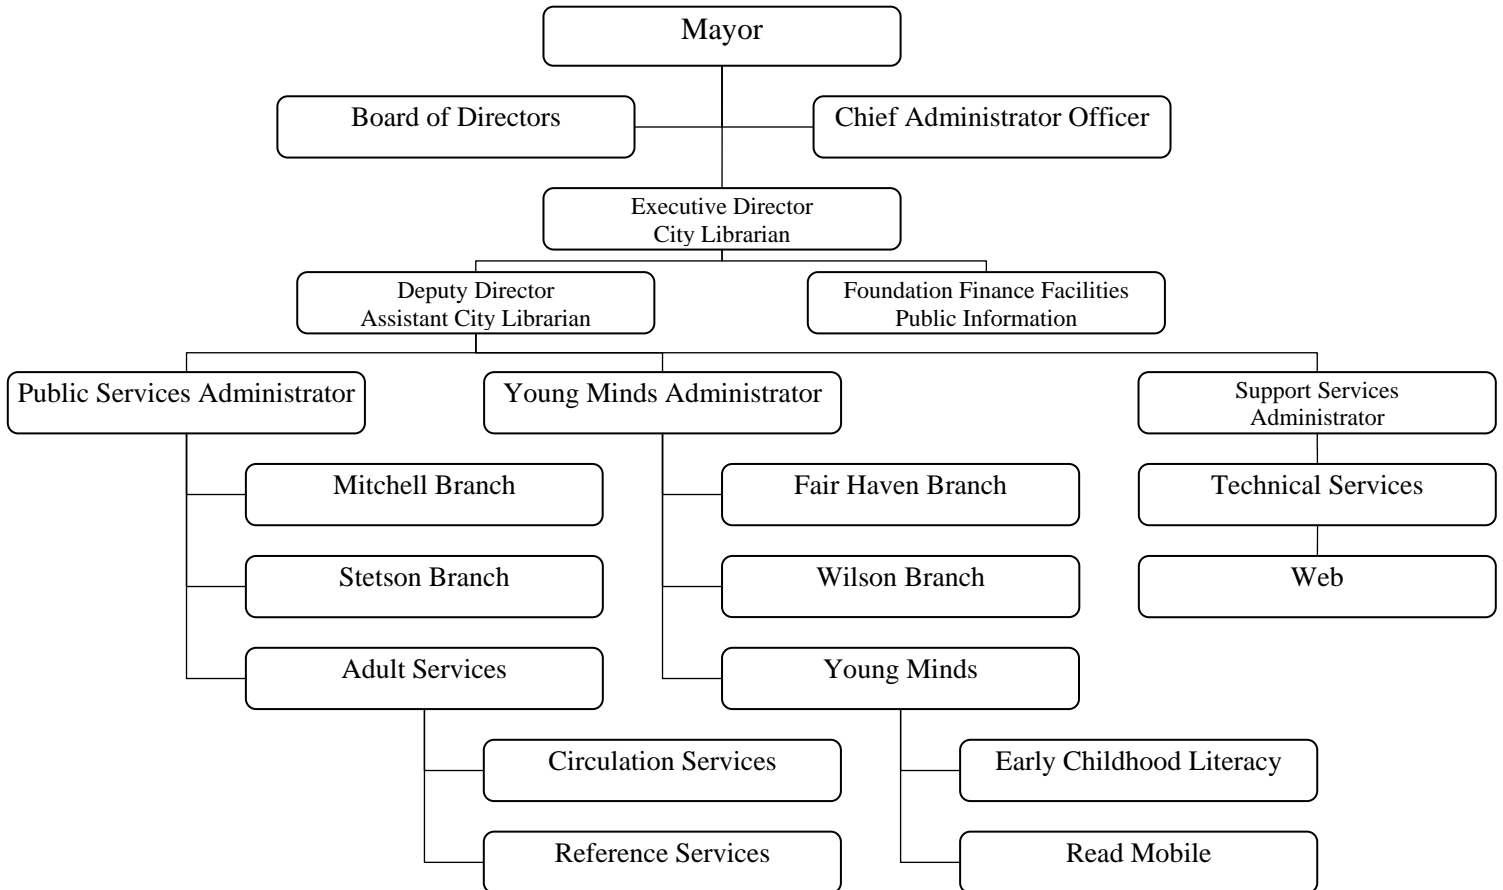 Mayor
Board of Directors
Chief Administrator Officer
Executive Director
City Librarian
Deputy Director
Assistant City Librarian
Foundation Finance Facilities
Public Information
Public Services Administrator
Young Minds Administrator
Support Services
Administrator
Mitchell Branch
Fair Haven Branch
Technical Services
Stetson Branch
Wilson Branch
Web
Adult Services
Young Minds
Circulation Services
Early Childhood Literacy
Reference Services
Read Mobile